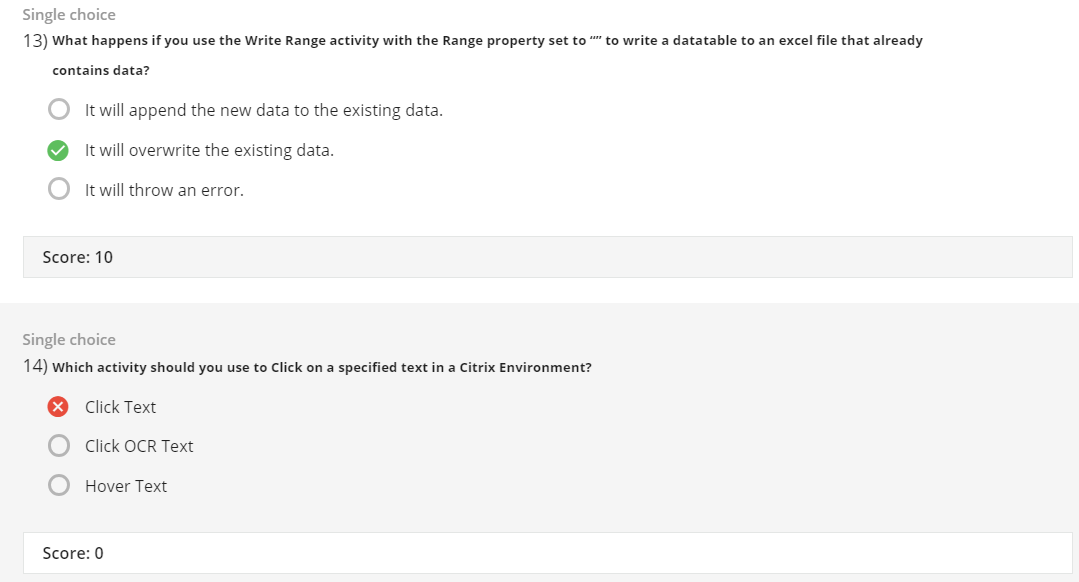 Single choice
13) What happens if you use the Write Range activity with the Range property set to “” to write a datatable to an excel file that already
contains data?
It will append the new data to the existing data.
It will overwrite the existing data.
It will throw an error.
Score: 10
Single choice
14) Which activity should you use to Click on a specified text in a Citrix Environment?
Click Text
Click OCR Text
Hover Text
Score: 0